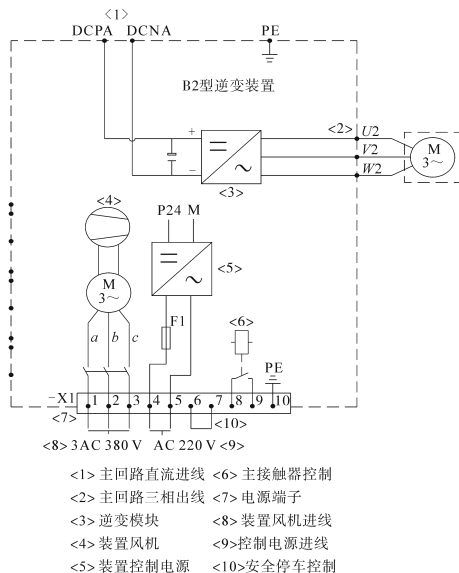 <1>
DCPA DCNA PE
B2型逆变装置
+ <2> U2
V2 M
3～
－ W2
<3>
<4>
P24 M
<5>
M
3～
F1 <6>
a b c
PE
-X1 1 2 3 4 5 6 7 8 9 10
<7> <10>
<8> 3AC 380 V AC 220 V <9>
<1> 主回路直流进线 <6> 主接触器控制
<2> 主回路三相出线 <7> 电源端子
<3> 逆变模块 <8> 装置风机进线
<4> 装置风机 <9>控制电源进线
<5> 装置控制电源 <10>安全停车控制